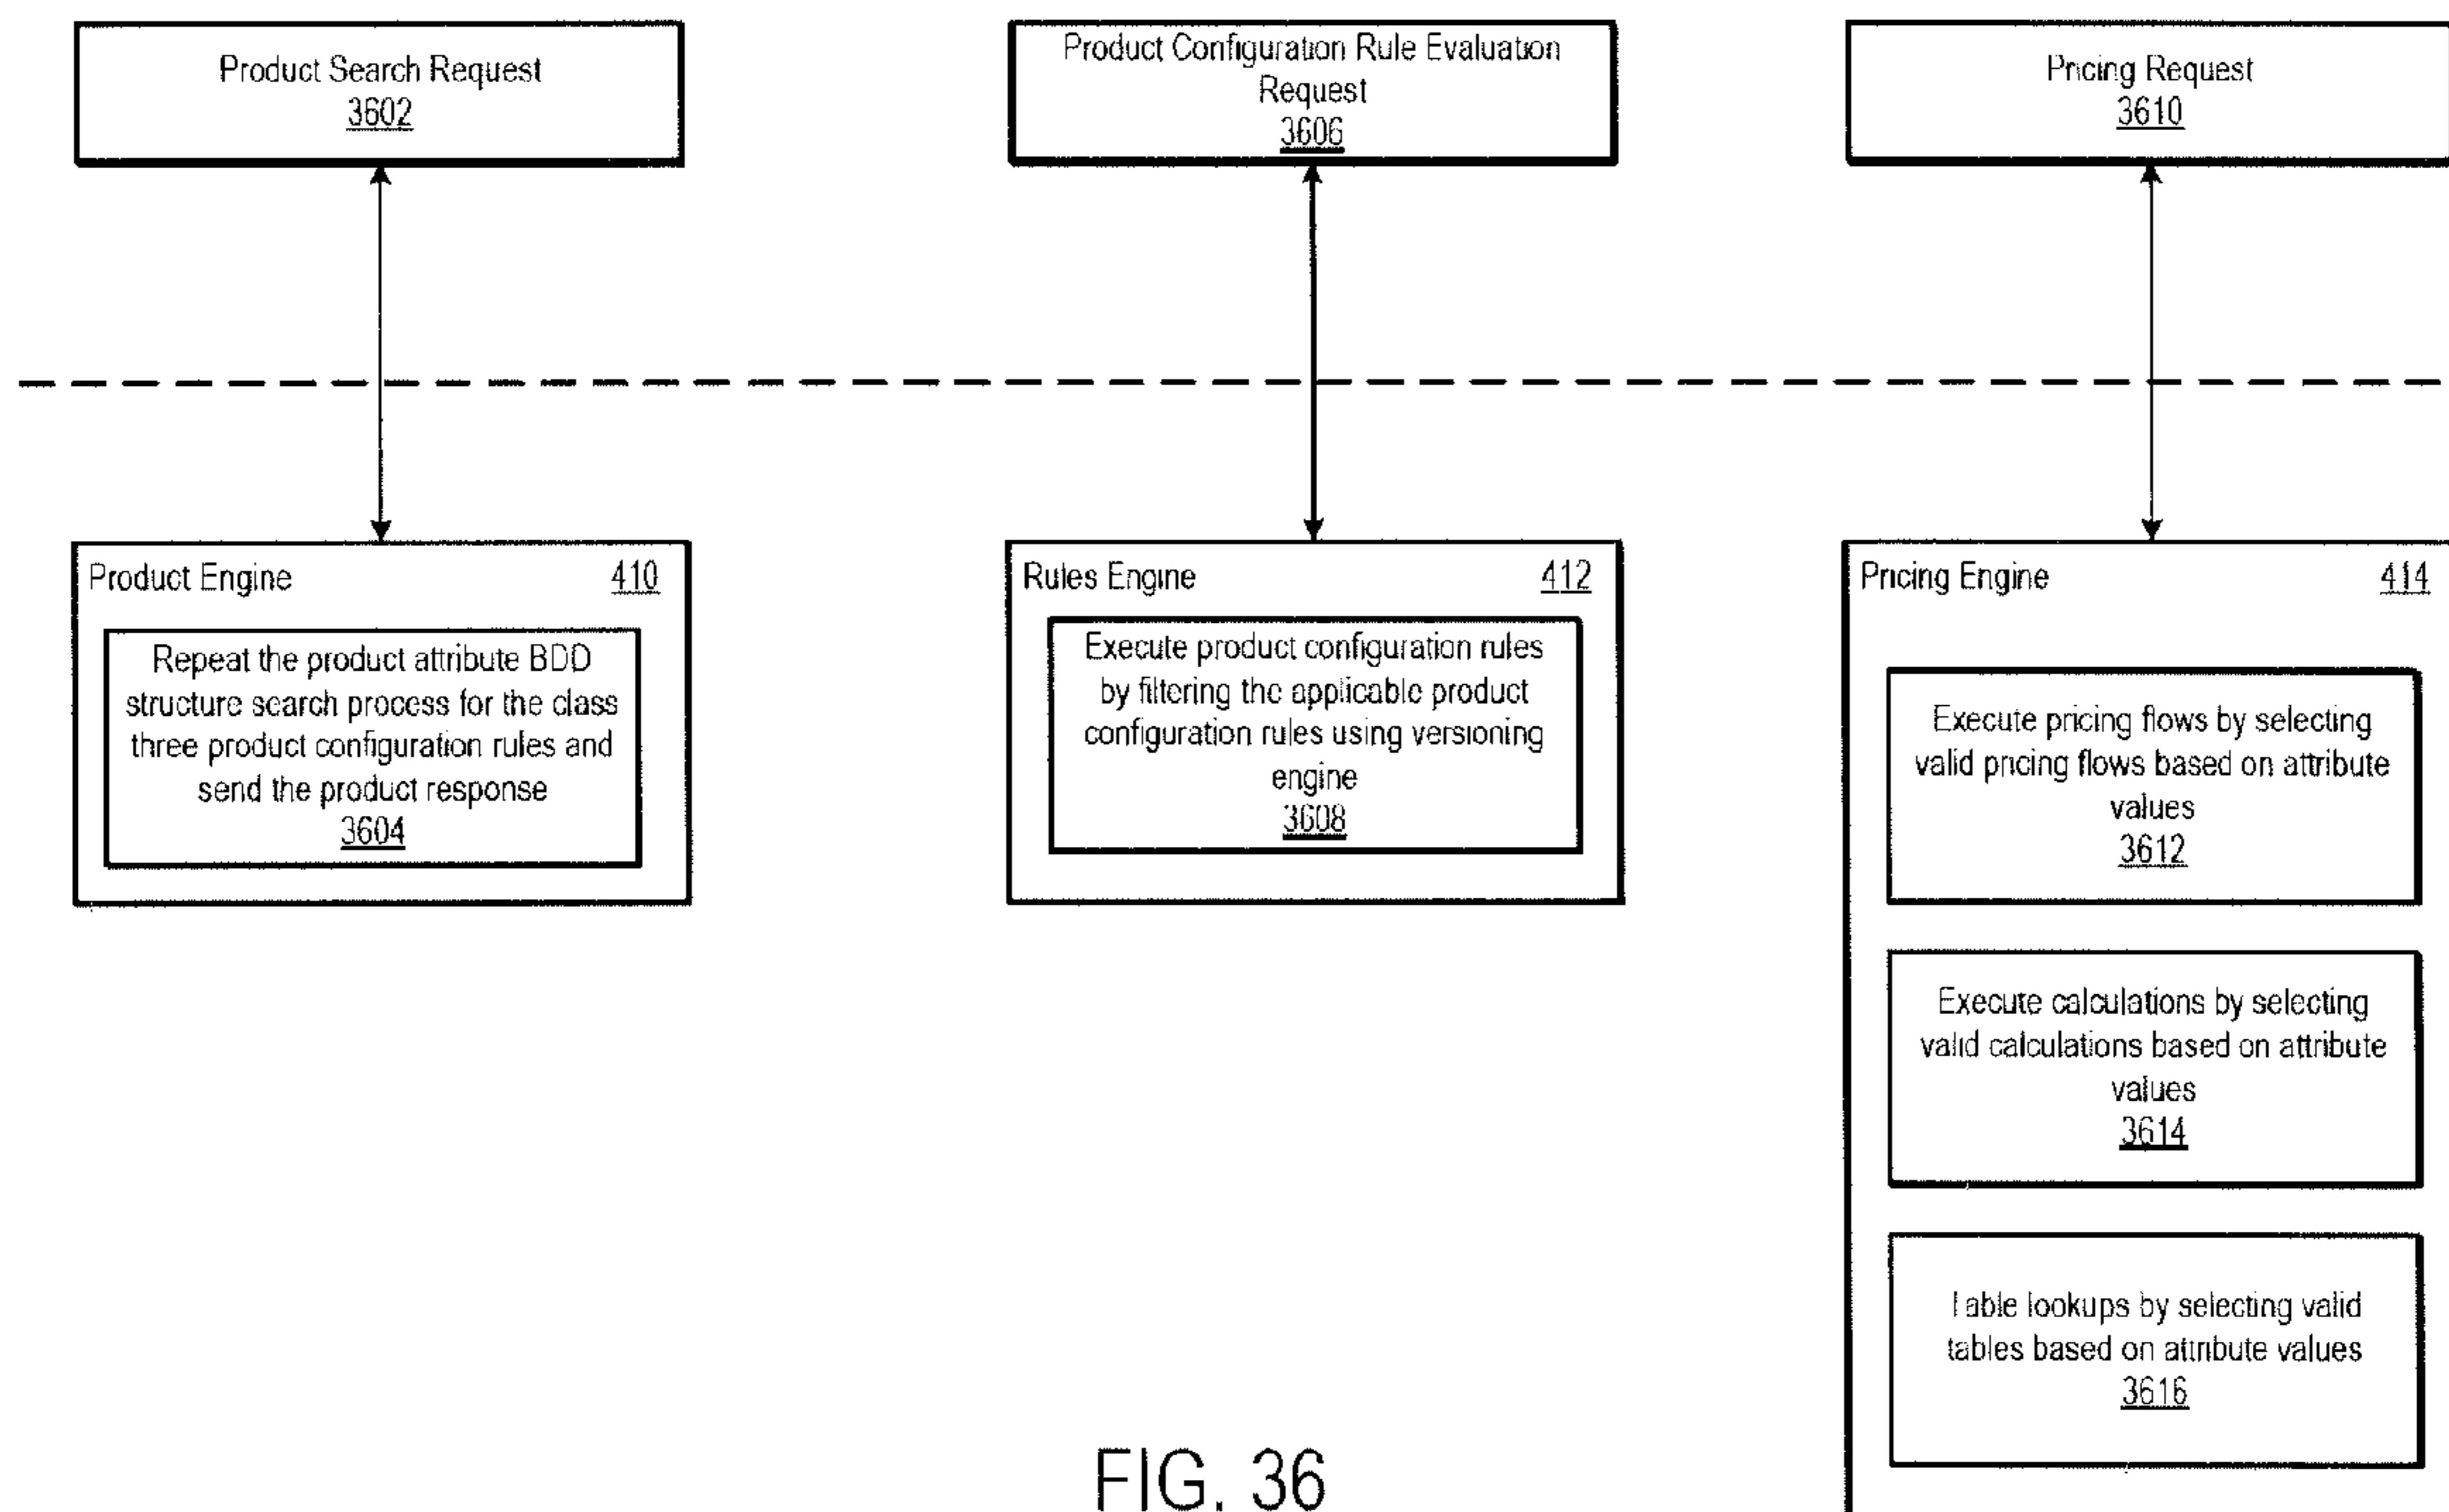 Product Search Request
3602
Product Configuration Rule Evaluation
Request
3606
Pricing Request
3610
Product Engine 410
Repeat the product attribute BDD
structure search process for the class
three product configuration rules and
send the product response
3604
Rules Engine 412
Execute product configuration rules
by filtering the applicable product
configuration rules using versioning
engine
3608
Pricing Engine 414
Execute pricing flows by selecting
valid pricing flows based on attribute
values
3612
Execute calculations by selecting
valid calculations based on attribute
values
3614
Table lookups by selecting valid
tables based on attribute values
3616
FIG. 36